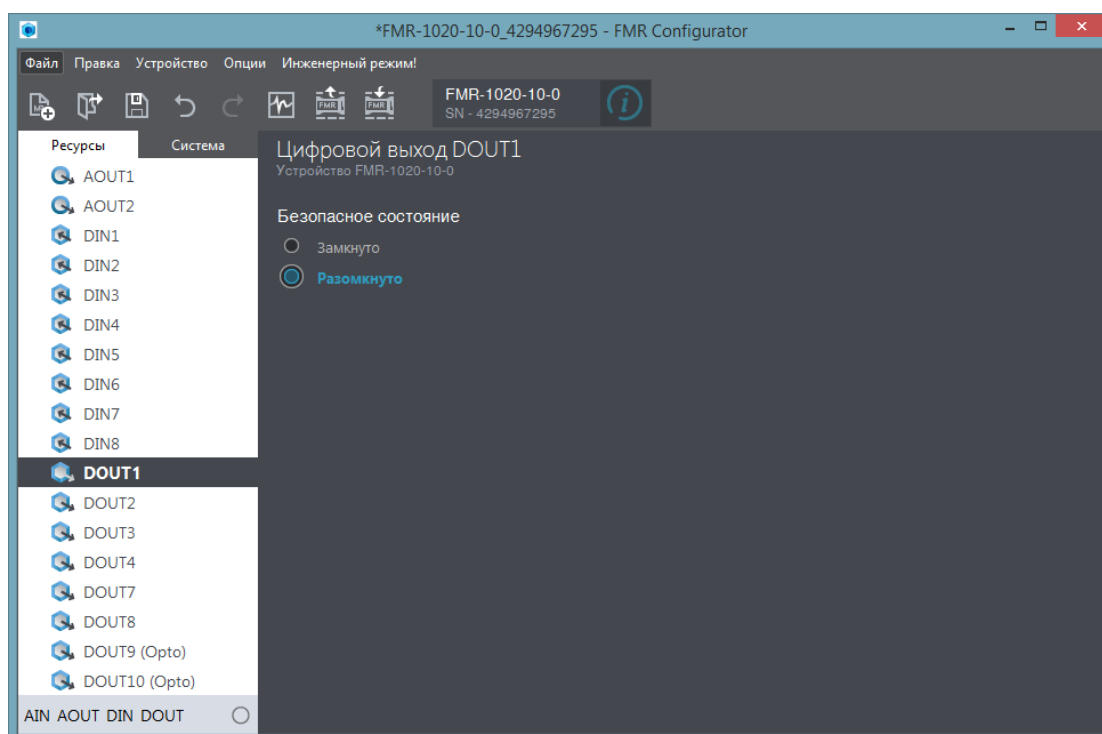 *FMR-1020-10-0_4294967295 - FMR Configurator
Файл Правка Устройство Опции Инженерный режим!
FMR FMR
FMR-1020-10-0
SN - 4294967295
i
Ресурсы Система
AOUT1
AOUT2
DIN1
DIN2
DIN3
DIN4
DIN5
DIN6
DIN7
DIN8
DOUT1
DOUT2
DOUT3
DOUT4
DOUT7
DOUT8
DOUT9 (Opto)
DOUT10 (Opto)
AIN AOUT DIN DOUT
Цифровой выход DOUT1
Устройство FMR-1020-10-0
Безопасное состояние
Замкнуто
Разомкнуто